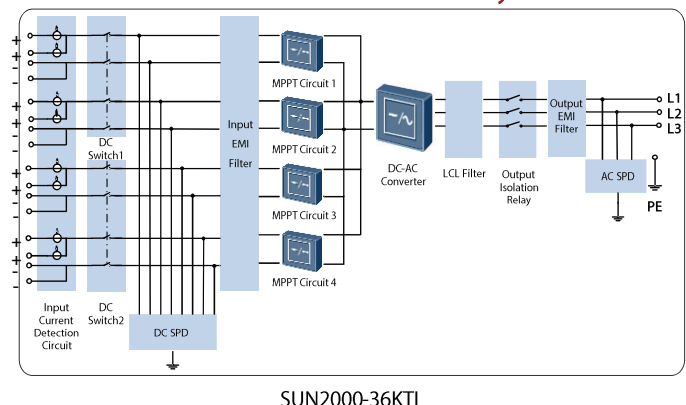 MPPT Circuit 1
L1
L2
L3
Input
EMI
Filter
Output
EMI
Filter
DC
Switch1
MPPT Circuit 2
DC-AC
Converter
LCL Filter
Output
Isolation
Relay
AC SPD
PE
MPPT Circuit 3
MPPT Circuit 4
Input
Current
Detection
Circuit
DC
Switch2
DC SPD
SUN2000-36KTL